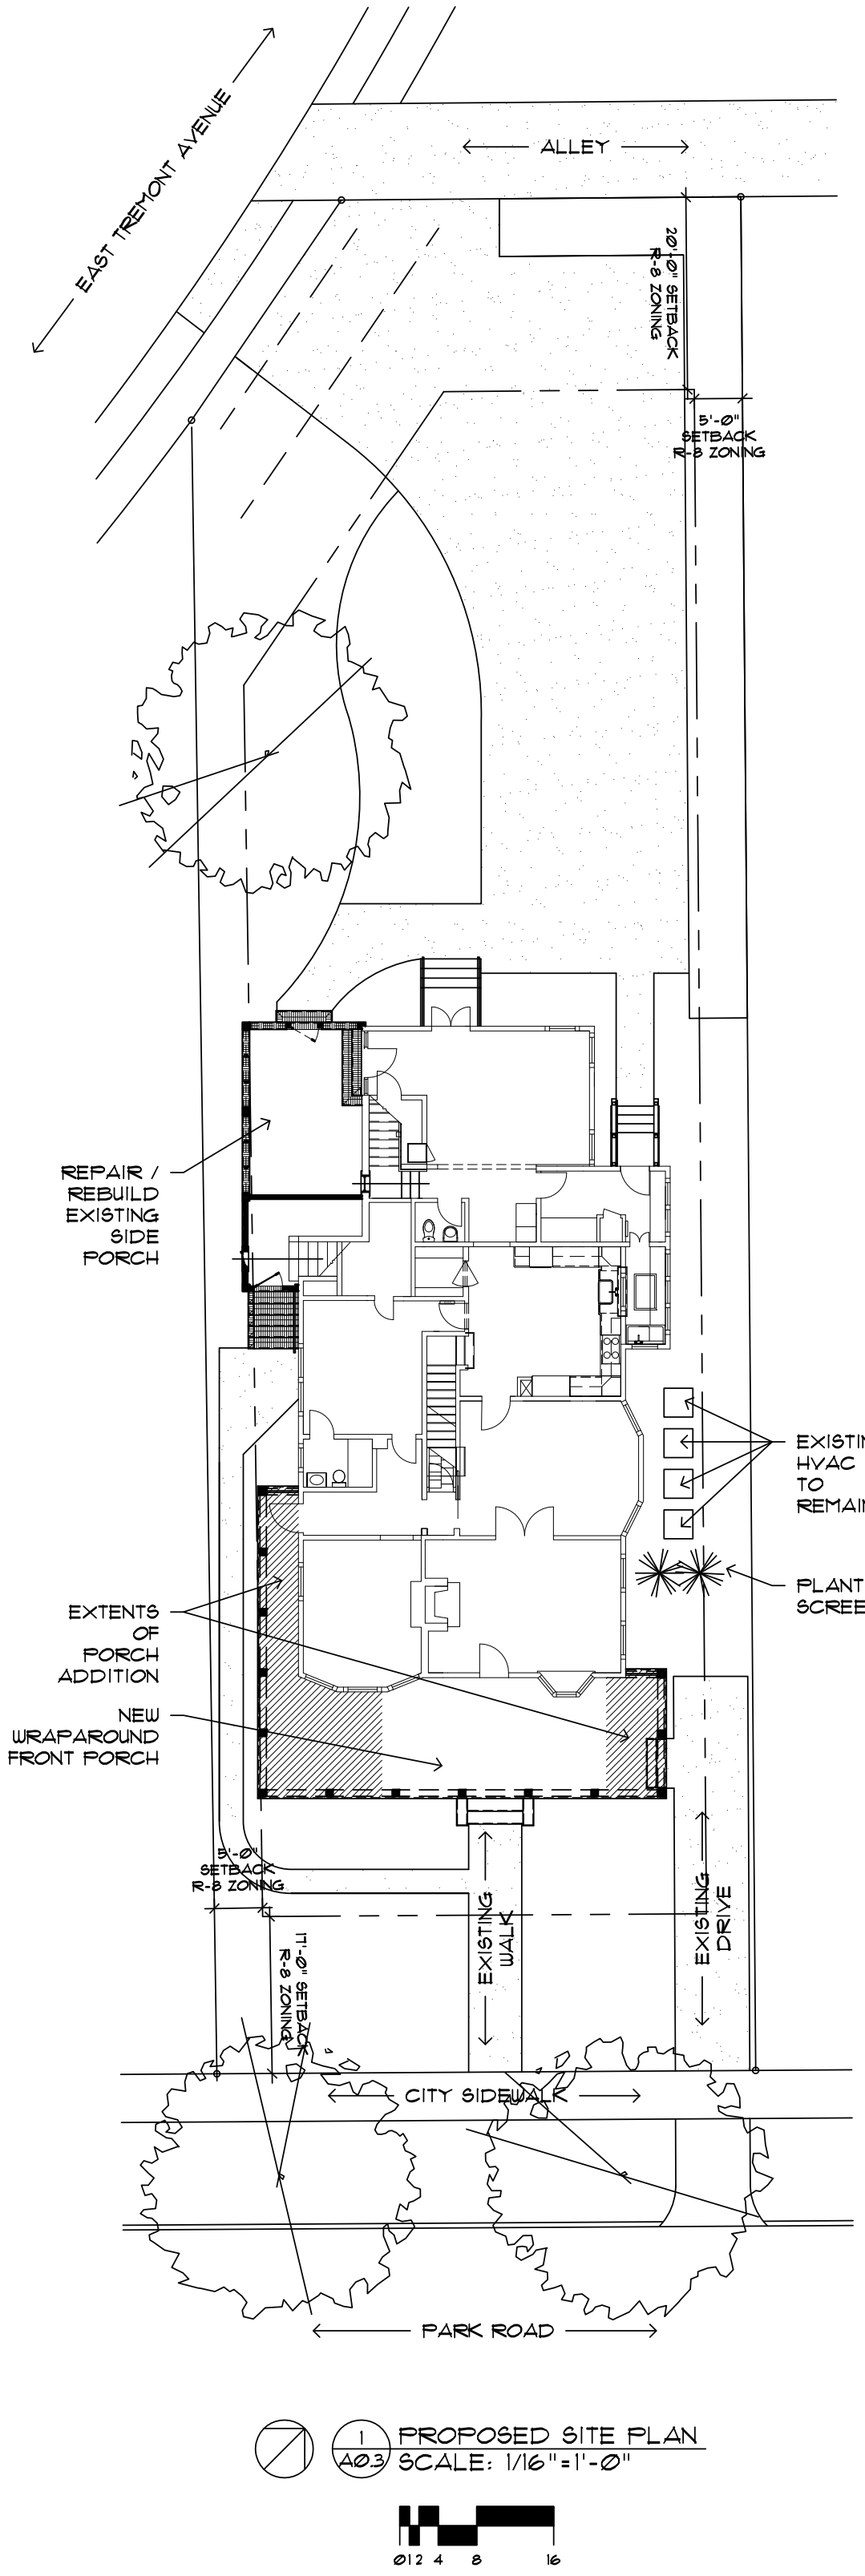 EAST TREMONT AVENUE
ALLEY
20'-0" SETBACK
R-8 ZONING
5'-0"
SETBACK
R-8 ZONING
REPAIR /
REBUILD
EXISTING
SIDE
PORCH
EXISTIN
HVAC
TO
REMAIN
PLANT
SCREE
EXTENTS
OF
PORCH
ADDITION
NEW
WRAPAROUND
FRONT PORCH
5'-0"
SETBACK
R-8 ZONING
EXISTING
WALK
EXISTING
DRIVE
17'-0" SETBACK
R-8 ZONING
CITY SIDEWALK
PARK ROAD
1
A0.3
PROPOSED SITE PLAN
SCALE: 1/16"=1'-0"
0 1 2 4 8 16